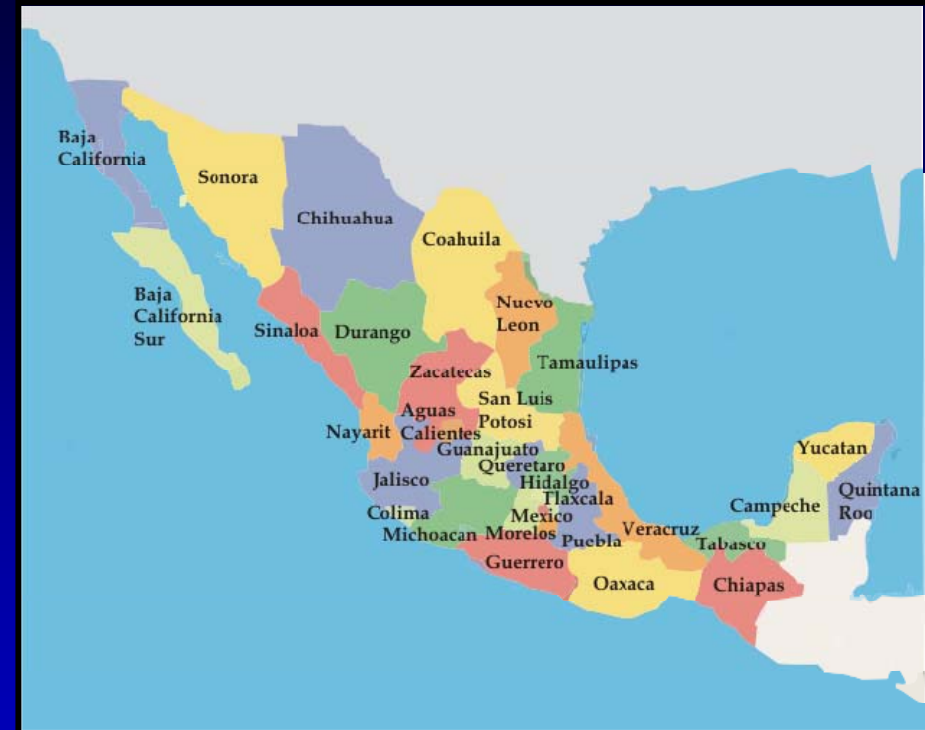 Baja
California
Sonora
Chihuahua
Coahuila
Baja
California
Sur
Sinaloa
Durango
Nuevo
Leon
Tamaulipas
Zacatecas
San Luis
Potosi
Aguas
Calientes
Nayarit
Guanajuato
Queretaro
Yucatan
Jalisco
Hidalgo
Tlaxcala
Campeche
Quintana
Roo
Colima
Mexico
Michoacan
Morelos
Puebla
Veracruz
Tabasco
Guerrero
Oaxaca
Chiapas